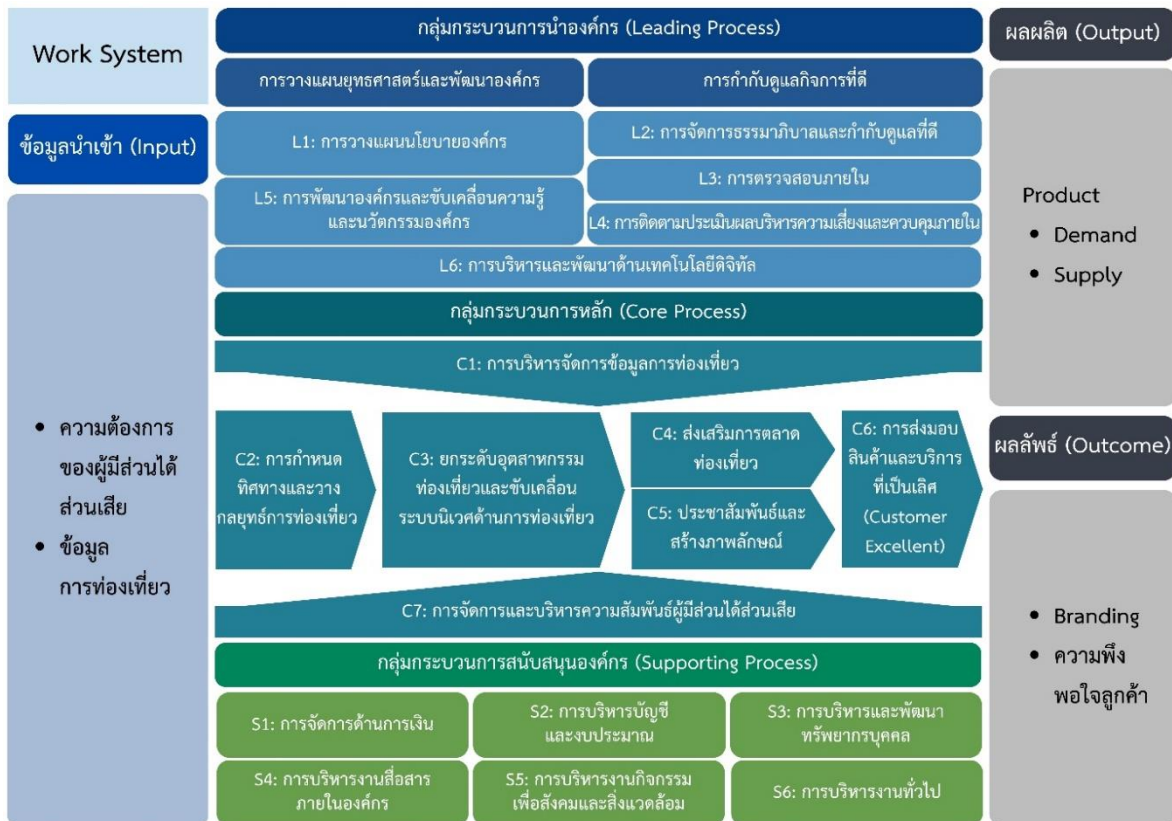 Work System
ข้อมูลนำเข้า (Input)
• ความต้องการ
ของผู้มีส่วนได้
ส่วนเสีย
• ข้อมูล
การท่องเที่ยว
กลุ่มกระบวนการนำองค์กร (Leading Process)
การวางแผนยุทธศาสตร์และพัฒนาองค์กร
การกำกับดูแลกิจการที่ดี
L1: การวางแผนนโยบายองค์กร
L2: การจัดการธรรมาภิบาลและกำกับดูแลที่ดี
L3: การตรวจสอบภายใน
L5: การพัฒนาองค์กรและขับเคลื่อนความรู้
และนวัตกรรมองค์กร
L4: การติดตามประเมินผลบริหารความเสี่ยงและควบคุมภายใน
L6: การบริหารและพัฒนาด้านเทคโนโลยีดิจิทัล
กลุ่มกระบวนการหลัก (Core Process)
C1: การบริหารจัดการข้อมูลการท่องเที่ยว
C2: การกำหนด
ทิศทางและวาง
กลยุทธ์การท่องเที่ยว
C3: ยกระดับอุตสาหกรรม
ท่องเที่ยวและขับเคลื่อน
ระบบนิเวศด้านการท่องเที่ยว
C4: ส่งเสริมการตลาด
ท่องเที่ยว
C5: ประชาสัมพันธ์และ
สร้างภาพลักษณ์
C6: การส่งมอบ
สินค้าและบริการ
ที่เป็นเลิศ
(Customer
Excellent)
C7: การจัดการและบริหารความสัมพันธ์ผู้มีส่วนได้ส่วนเสีย
กลุ่มกระบวนการสนับสนุนองค์กร (Supporting Process)
S1: การจัดการด้านการเงิน
S2: การบริหารบัญชี
และงบประมาณ
S3: การบริหารและพัฒนา
ทรัพยากรบุคคล
S4: การบริหารงานสื่อสาร
ภายในองค์กร
S5: การบริหารงานกิจกรรม
เพื่อสังคมและสิ่งแวดล้อม
S6: การบริหารงานทั่วไป
ผลผลิต (Output)
Product
• Demand
• Supply
ผลลัพธ์ (Outcome)
• Branding
• ความพึง
พอใจลูกค้า